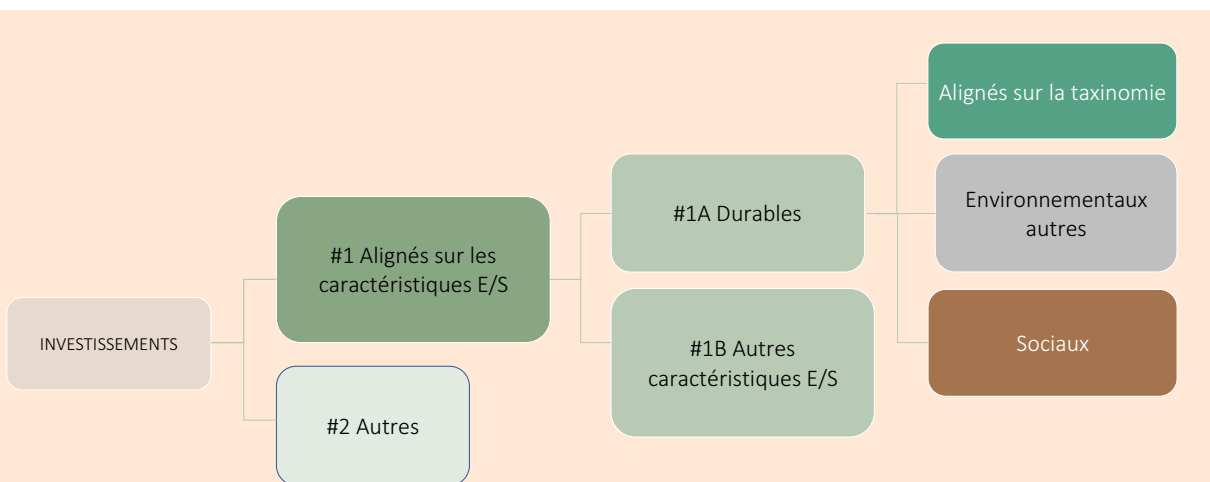 INVESTISSEMENTS
#1 Alignés sur les
caractéristiques E/S
#2 Autres
#1A Durables
#1B Autres
caractéristiques E/S
Alignés sur la taxinomie
Environnementaux
autres
Sociaux